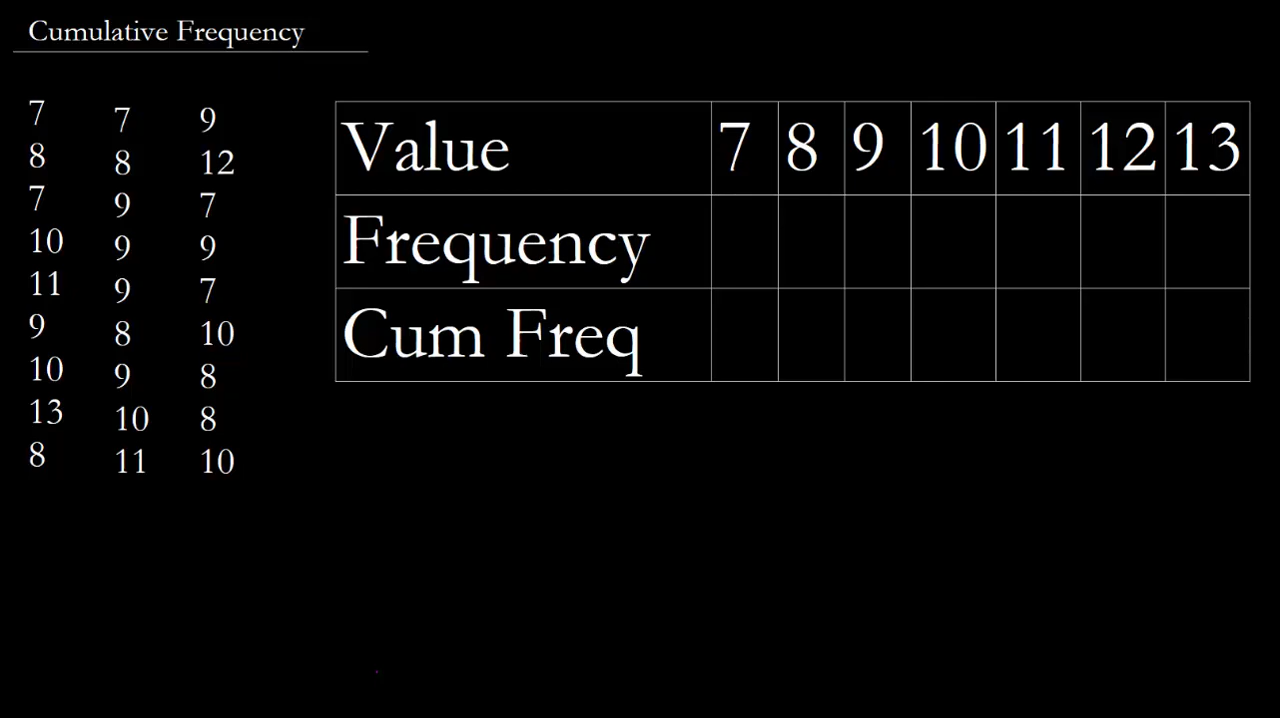 Cumulative Frequency
7 7 9
8 8 12
7 9 7
10 9 9
11 9 7
9 8 10
10 9 8
13 10 8
8 11 10
Value 7 8 9 10 11 12 13
Frequency
Cum Freq